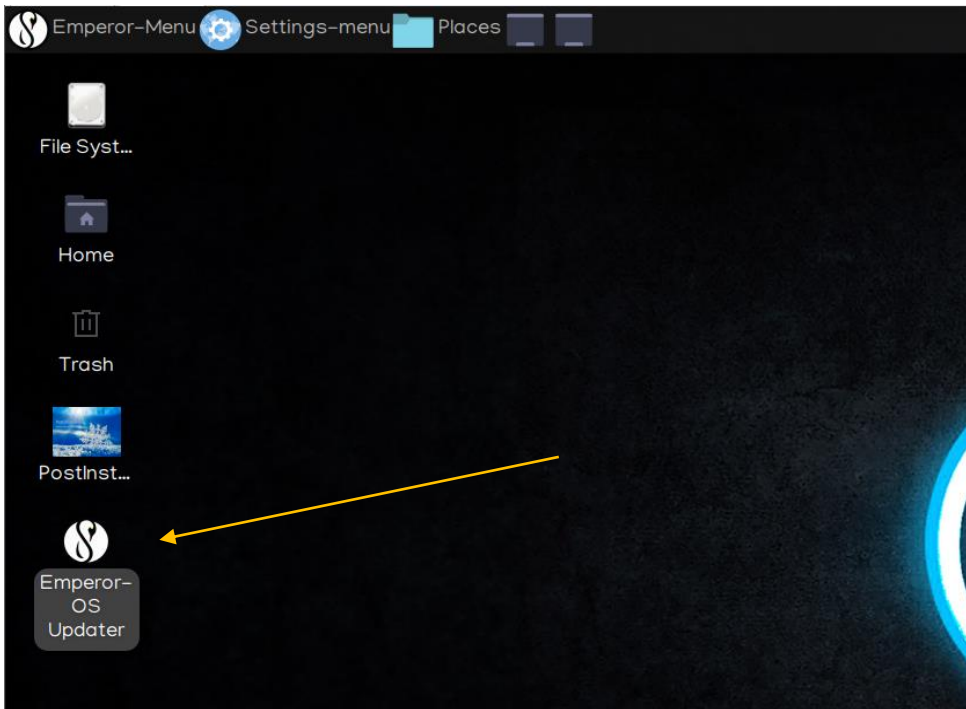 Emperor-Menu Settings-menu Places
File Syst...
Home
Trash
PostInst...
Emperor-
OS
Updater